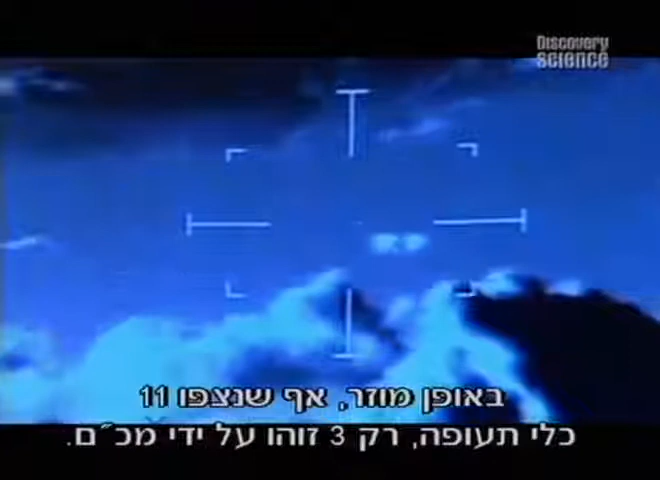 Discovery
SCIENCE
באופן מוזר, אף שנצפו 11
כלי תעופה, רק 3 זוהו על ידי מכ״ם.